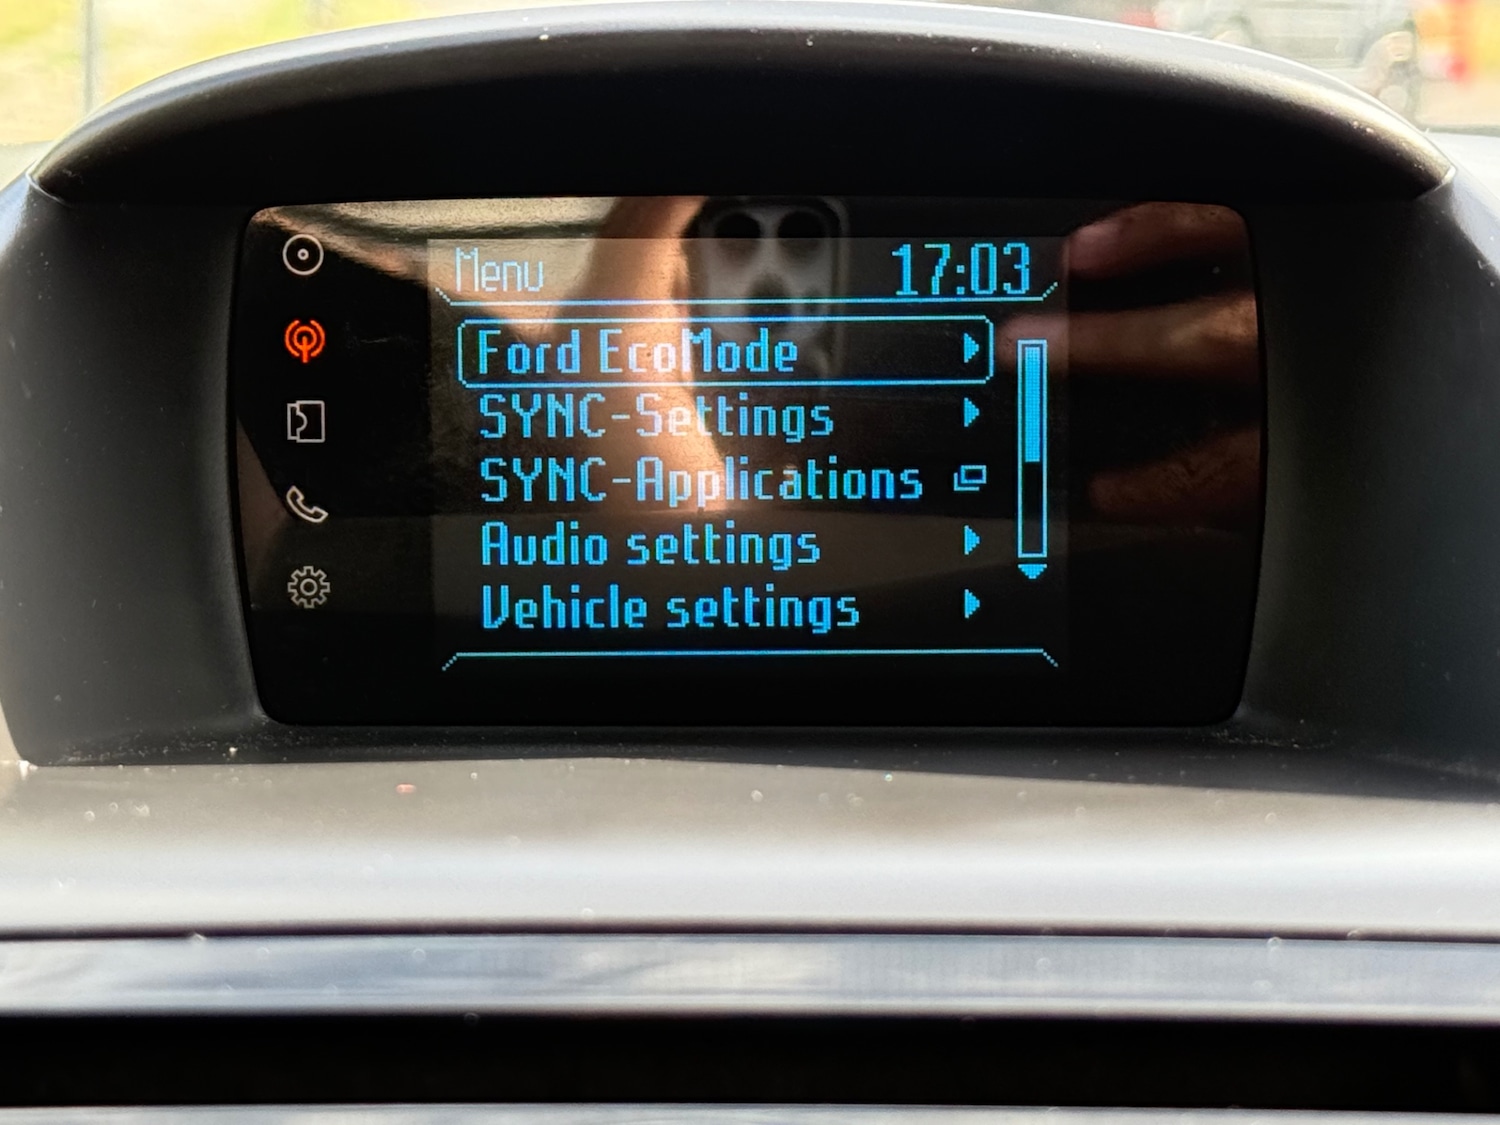 Menu 17:03
Ford EcoMode
SYNC-Settings
SYNC-Applications
Audio settings
Vehicle settings